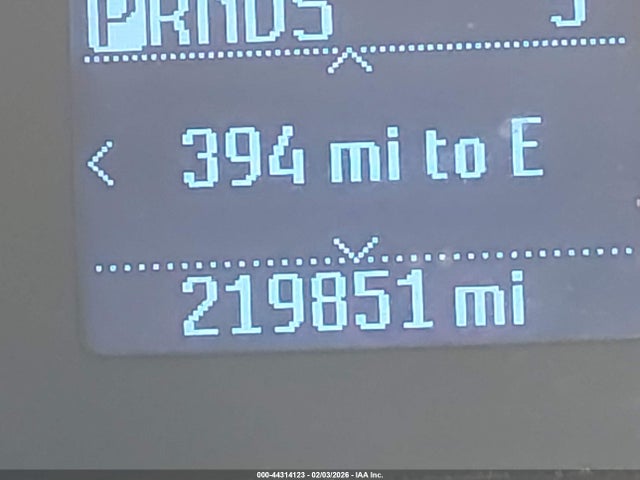 PRNDS
394 mi to E
219851 mi
000-44314123 - 02/03/2026 - IAA Inc.